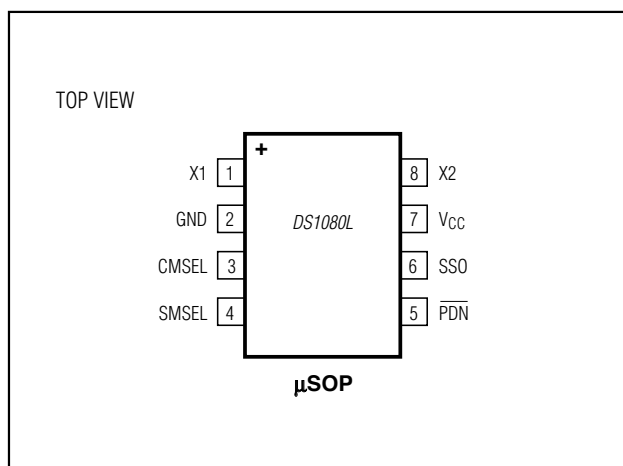 TOP VIEW
+
X1 1 8 X2
GND 2 DS1080L 7 VCC
CMSEL 3 6 SSO
SMSEL 4 5 P̅D̅N̅
μSOP